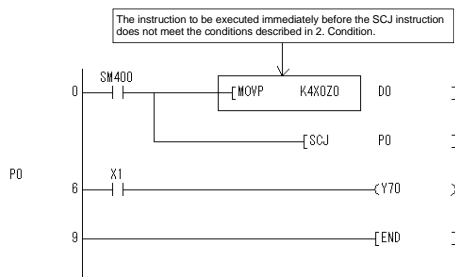 The instruction to be executed immediately before the SCJ instruction
does not meet the conditions described in 2. Condition.
SM400
0 [MOVP K4X0Z0 D0 ]
[SCJ P0 ]
P0
X1
6 (Y70 )
9 [END ]